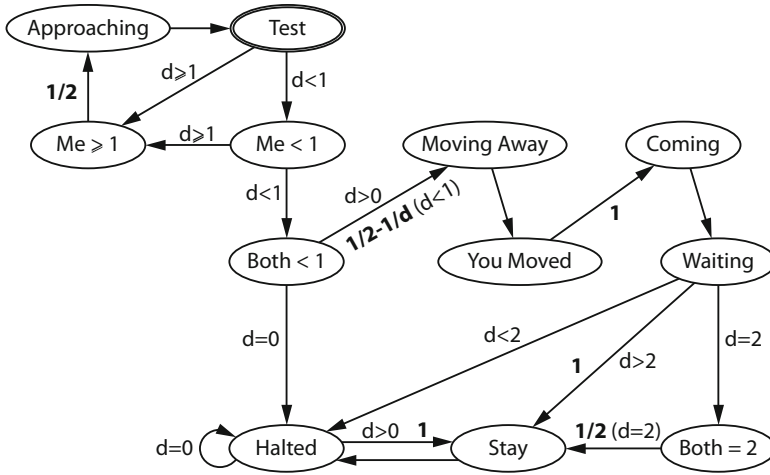 Approaching
Test
1/2
d⩾1
d<1
Me ⩾ 1
d⩾1
Me < 1
Moving Away
Coming
d<1
d>0
1/2-1/d (d<1)
1
Both < 1
You Moved
Waiting
d=0
d<2
1
d>2
d=2
d=0
Halted
d>0
1
Stay
1/2 (d=2)
Both = 2